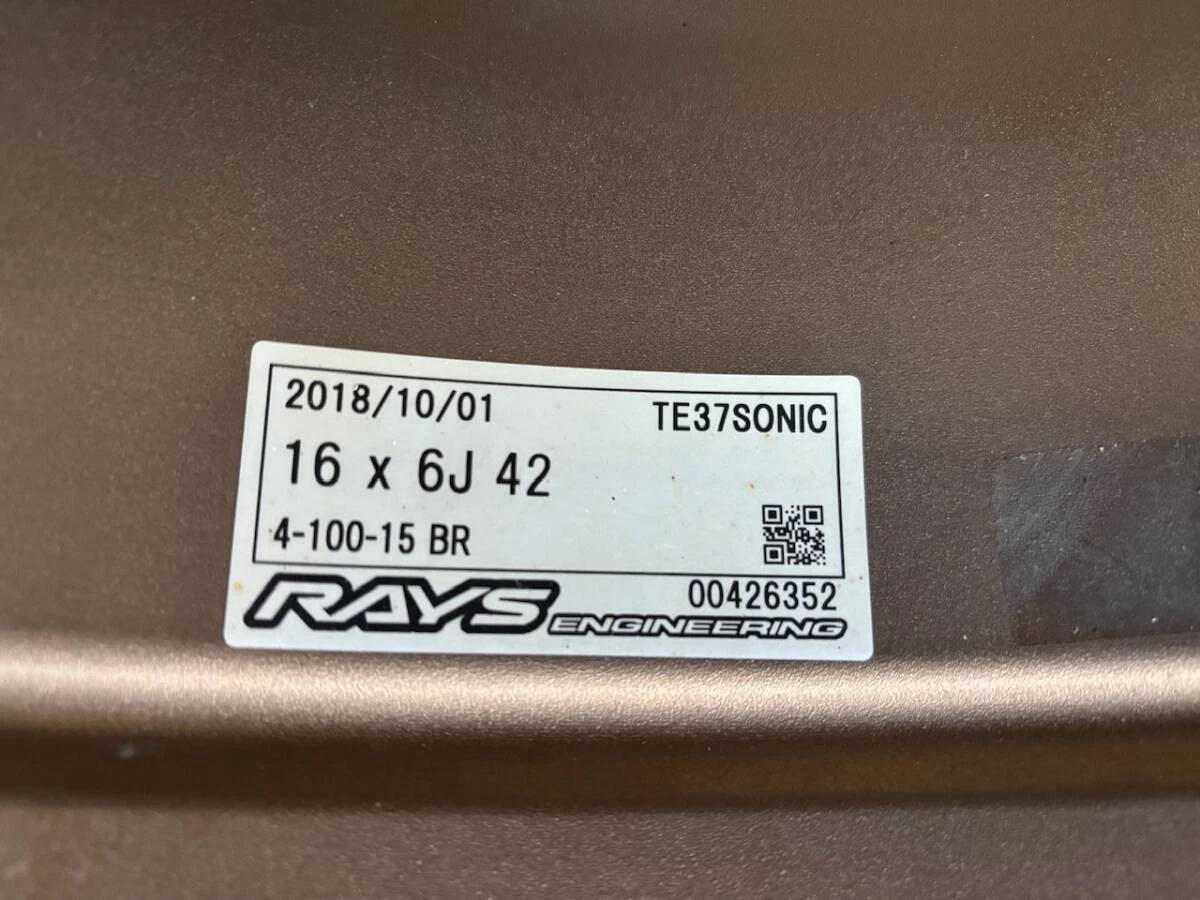 2018/10/01 TE37SONIC
16 x 6J 42
4-100-15 BR
RAYS ENGINEERING 00426352